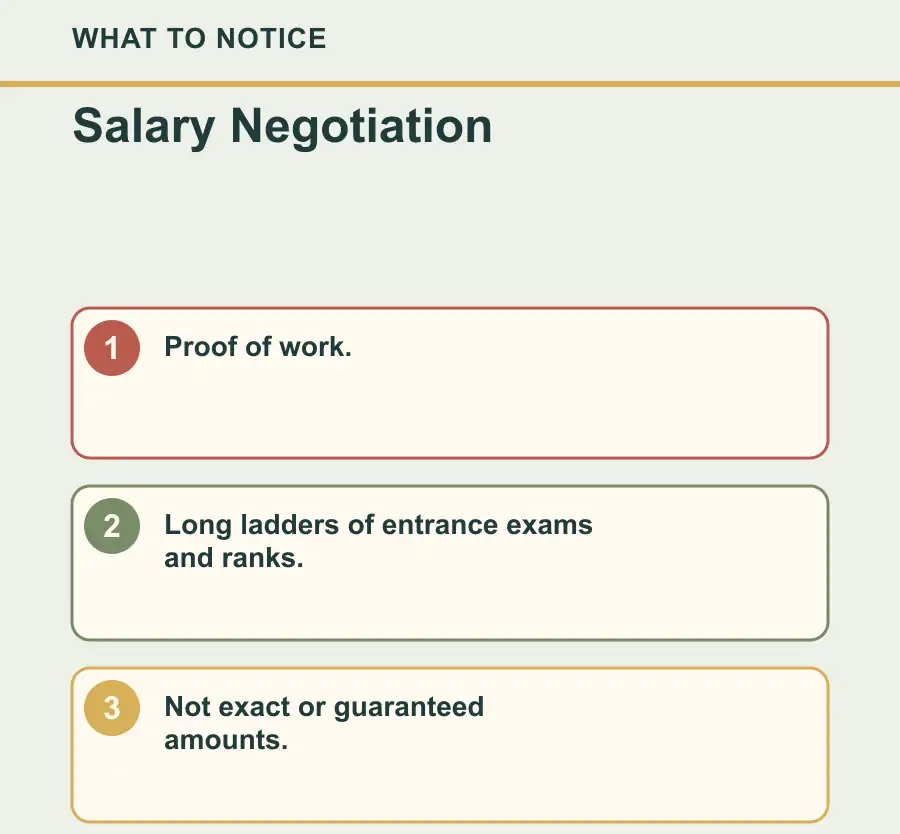 WHAT TO NOTICE
Salary Negotiation
1
Proof of work.
2
Long ladders of entrance exams
and ranks.
3
Not exact or guaranteed
amounts.